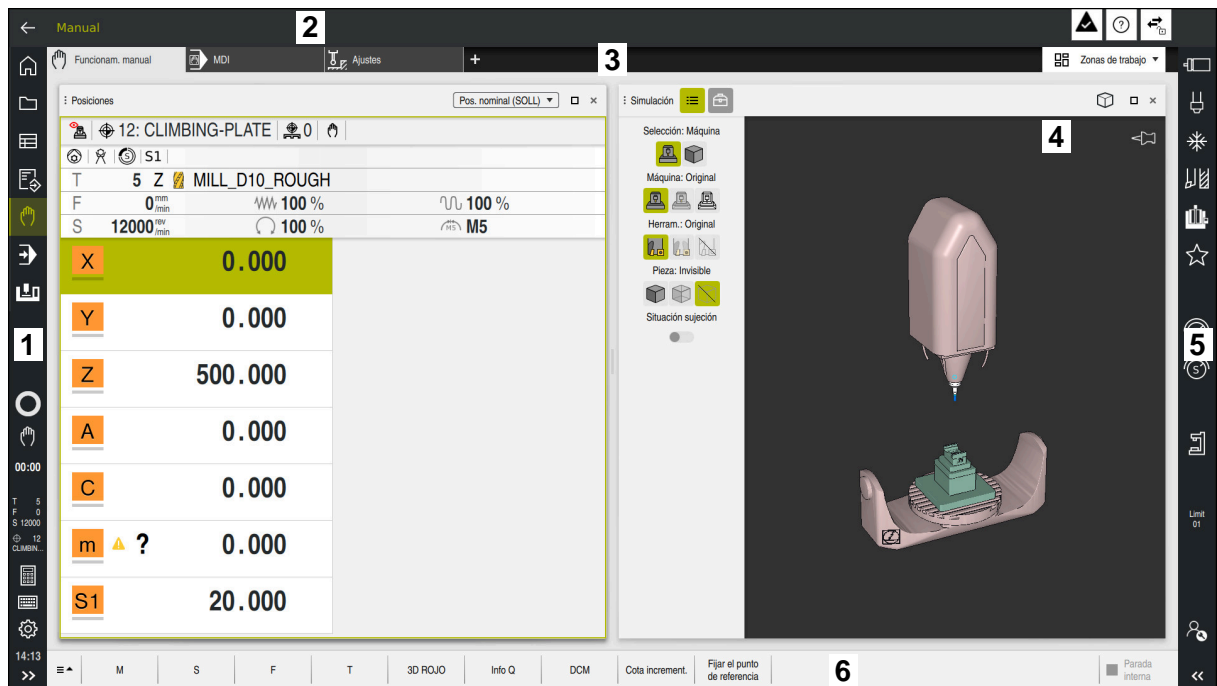 Manual
2
Funcionam. manual
MDI
Ajustes
+
3
Zonas de trabajo
Posiciones
Pos. nominal (SOLL)
12: CLIMBING-PLATE
0
S1
T 5 Z MILL_D10_ROUGH
F 0 mm/min 100 % 100 %
S 12000 rev/min 100 % M5 M5
X 0.000
Y 0.000
Z 500.000
A 0.000
C 0.000
m ? 0.000
S1 20.000
Simulación
Selección: Máquina
Máquina: Original
Herram.: Original
Pieza: Invisible
Situación sujeción
4
1
00:00
T 5
F 0
S 12000
12
CLIMBIN...
14:13
5
S
Limit
01
M
S
F
T
3D ROJO
Info Q
DCM
Cota increment.
Fijar el punto
de referencia
6
Parada
interna